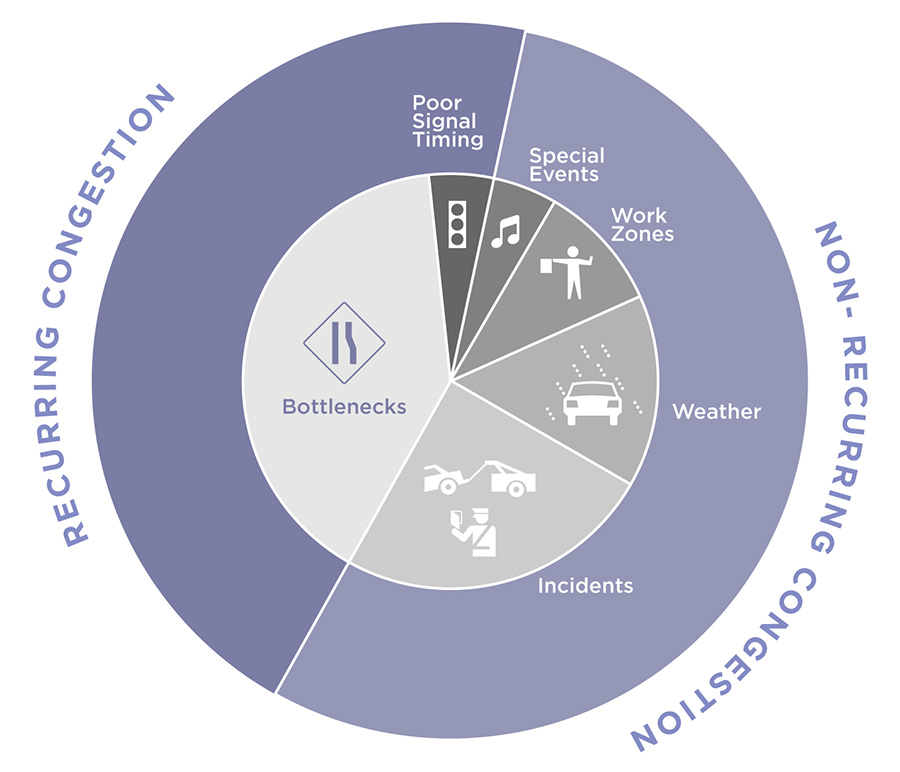 RECURRING CONGESTION
Poor
Signal
Timing
Special
Events
Work
Zones
NON- RECURRING CONGESTION
Bottlenecks
Weather
Incidents